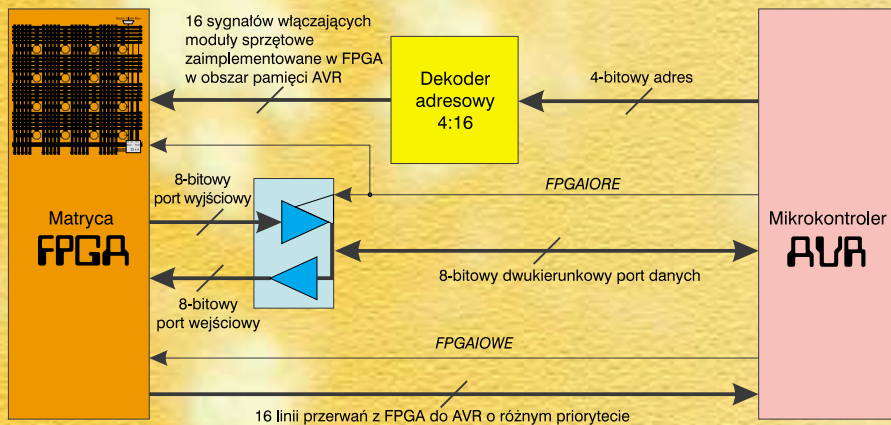 16 sygnałów włączających
moduły sprzętowe
zaimplementowane w FPGA
w obszar pamięci AVR
Dekoder
adresowy
4:16
4-bitowy adres
FPGAIORE
8-bitowy
port wyjściowy
Matryca
FPGA
Mikrokontroler
AVR
8-bitowy dwukierunkowy port danych
8-bitowy
port wejściowy
FPGAIOWE
16 linii przerwań z FPGA do AVR o różnym priorytecie